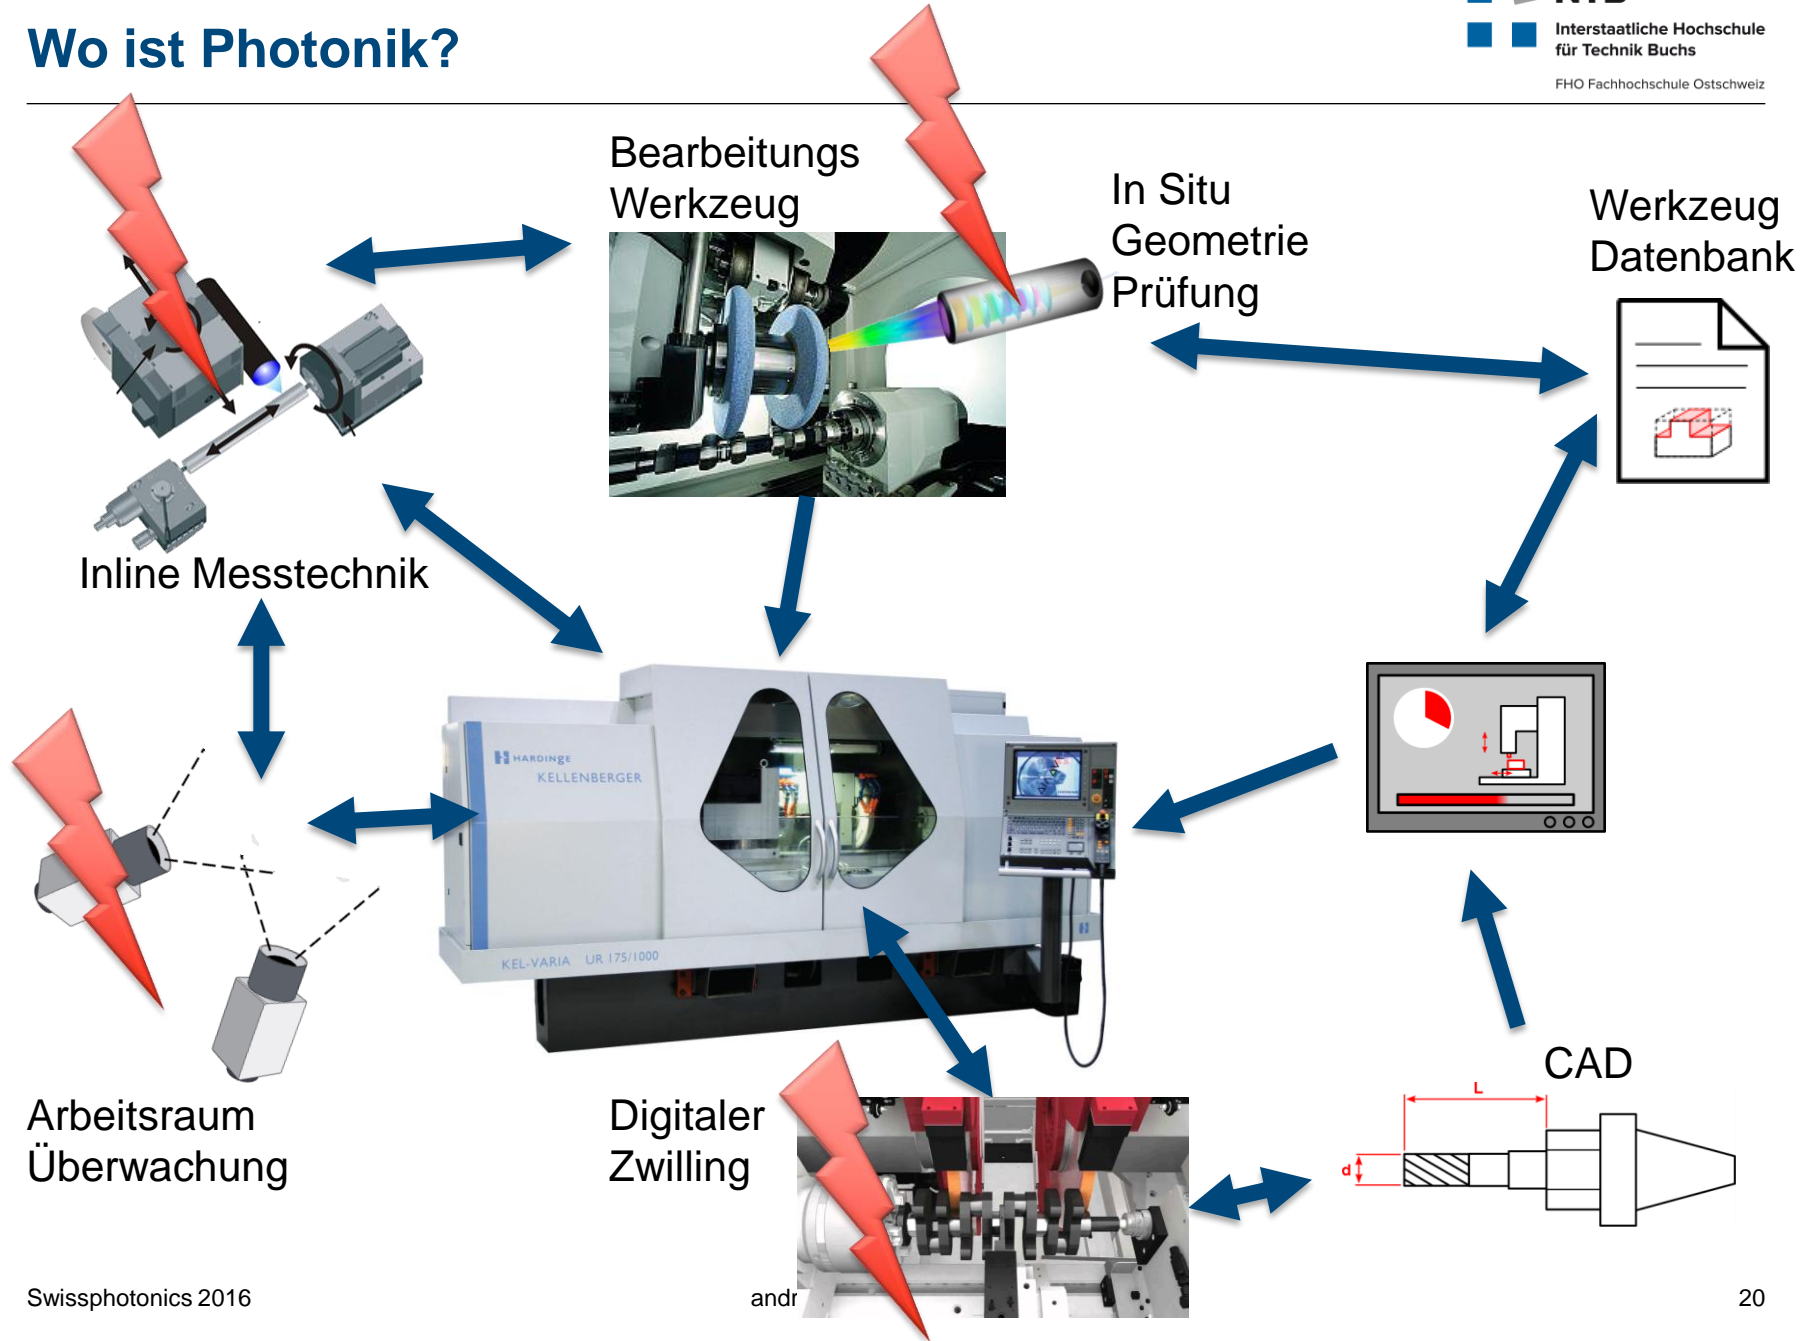 Wo ist Photonik?
Interstaatliche Hochschule
für Technik Buchs
FHO Fachhochschule Ostschweiz
Bearbeitungs
Werkzeug
In Situ
Geometrie
Prüfung
Werkzeug
Datenbank
Inline Messtechnik
HARDINGE
KELLENBERGER
KEL-VARIA UR 175/1000
Arbeitsraum
Überwachung
Digitaler
Zwilling
CAD
L
d
Swissphotonics 2016
andr
20